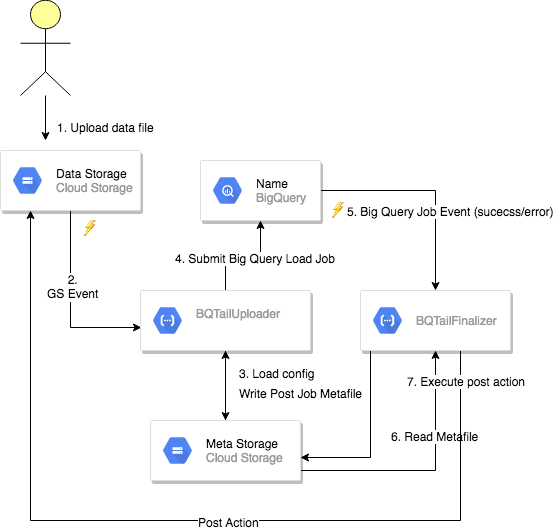 1. Upload data file
Data Storage
Cloud Storage
Name
BigQuery
5. Big Query Job Event (sucecss/error)
4. Submit Big Query Load Job
2.
GS Event
BQTailUploader
BQTailFinalizer
3. Load config
Write Post Job Metafile
7. Execute post action
6. Read Metafile
Meta Storage
Cloud Storage
Post Action